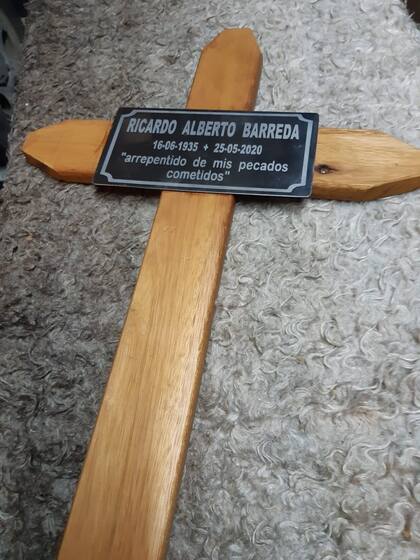 RICARDO ALBERTO BARREDA
16-06-1935 + 25-05-2020
"arrepentido de mis pecados
cometidos"